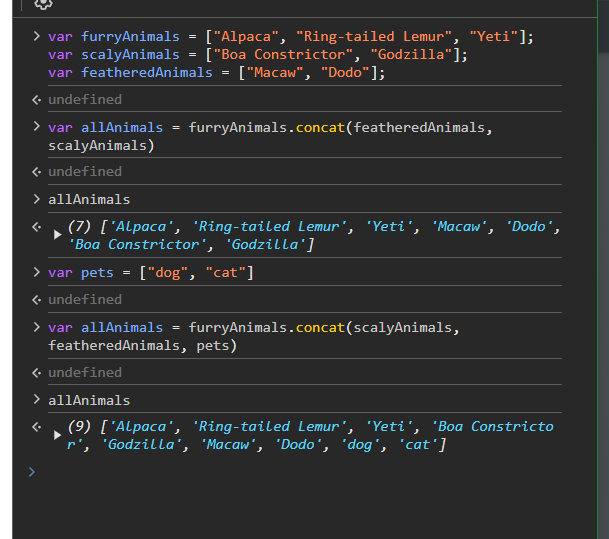 > var furryAnimals = ["Alpaca", "Ring-tailed Lemur", "Yeti"];
var scalyAnimals = ["Boa Constrictor", "Godzilla"];
var featheredAnimals = ["Macaw", "Dodo"];
undefined
> var allAnimals = furryAnimals.concat(featheredAnimals,
scalyAnimals)
undefined
> allAnimals
(7) ['Alpaca', 'Ring-tailed Lemur', 'Yeti', 'Macaw', 'Dodo',
'Boa Constrictor', 'Godzilla']
> var pets = ["dog", "cat"]
undefined
> var allAnimals = furryAnimals.concat(scalyAnimals,
featheredAnimals, pets)
undefined
> allAnimals
(9) ['Alpaca', 'Ring-tailed Lemur', 'Yeti', 'Boa Constricto
r', 'Godzilla', 'Macaw', 'Dodo', 'dog', 'cat']
>